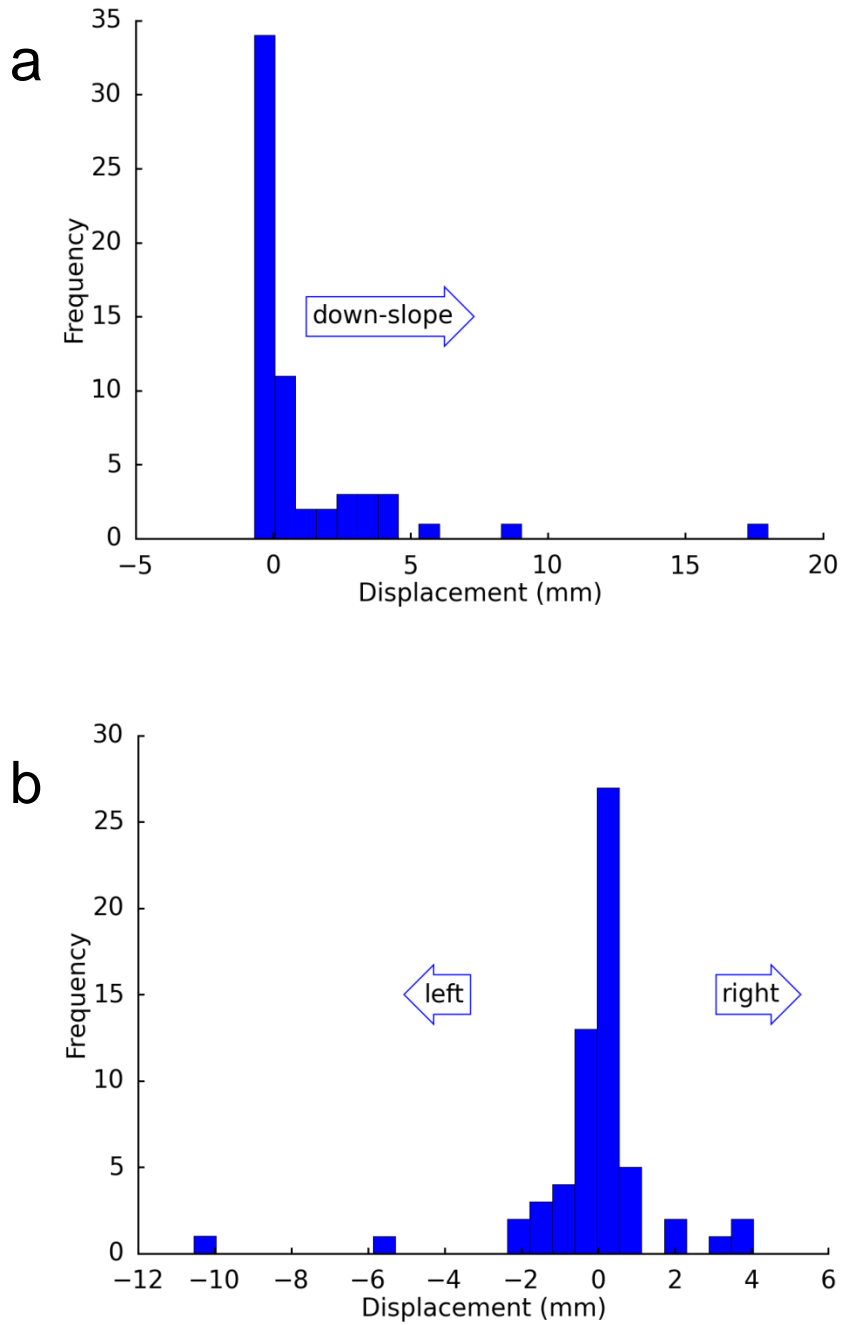 a
35
30
25
20
15
10
5
0
Frequency
down-slope
−5 0 5 10 15 20
Displacement (mm)
b
30
25
20
15
10
5
0
Frequency
left right
−12 −10 −8 −6 −4 −2 0 2 4 6
Displacement (mm)